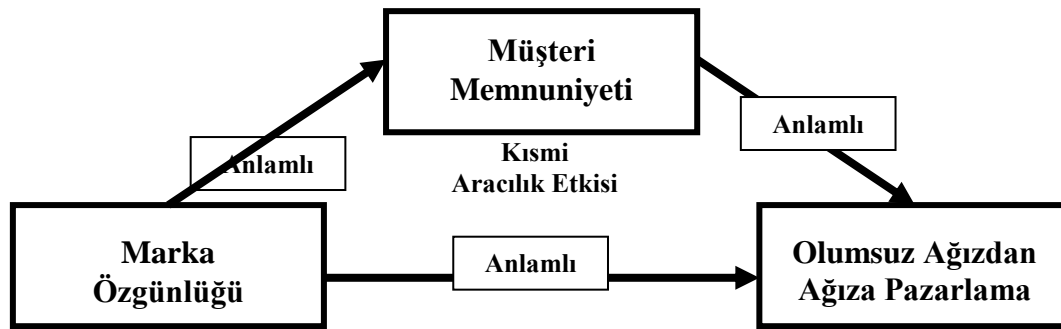 Müşteri
Memnuniyeti
Anlamlı
Anlamlı
Kısmi
Aracılık Etkisi
Marka
Özgünlüğü
Anlamlı
Olumsuz Ağızdan
Ağıza Pazarlama